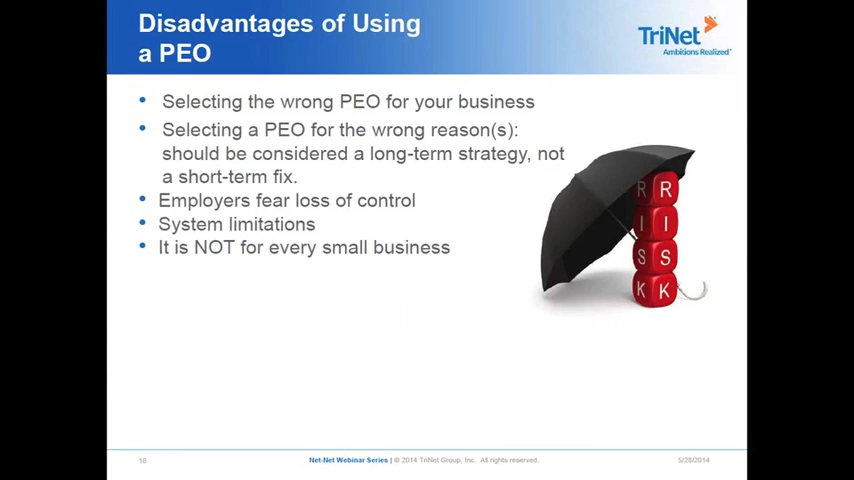 Disadvantages of Using
a PEO
TriNet
Ambitions Realized
• Selecting the wrong PEO for your business
• Selecting a PEO for the wrong reason(s):
should be considered a long-term strategy, not
a short-term fix.
• Employers fear loss of control
• System limitations
• It is NOT for every small business
R R
I I
S S
K K
18
Net-Net Webinar Series | © 2014 TriNet Group, Inc. All rights reserved.
5/28/2014